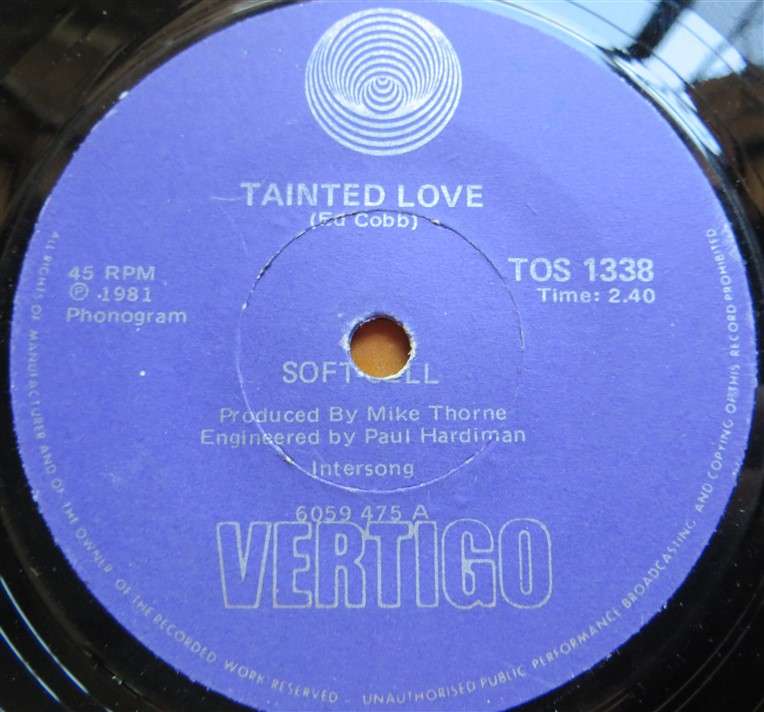 TAINTED LOVE
(Ed Cobb)
45 RPM
℗ 1981
Phonogram
TOS 1338
Time: 2.40
SOFT CELL
Produced By Mike Thorne
Engineered by Paul Hardiman
Intersong
6059 475 A
VERTIGO
ALL RIGHTS OF MANUFACTURER AND OF THE OWNER OF THE RECORDED WORK RESERVED - UNAUTHORISED PUBLIC PERFORMANCE BROADCASTING AND COPYING OF THIS RECORD PROHIBITED